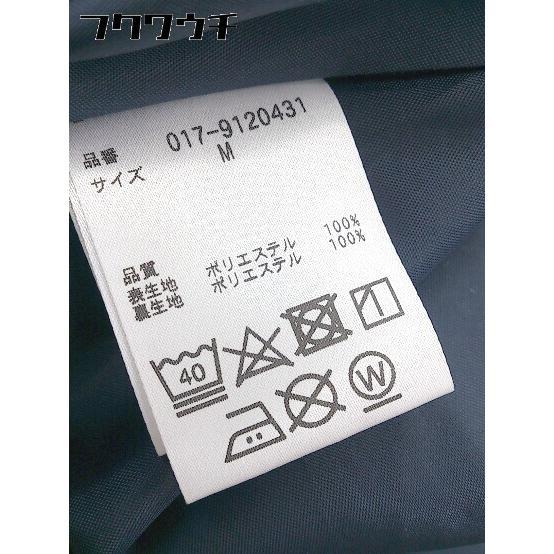 フクワウチ
品番 017-9120431
サイズ M
品質
表生地 ポリエステル 100%
裏生地 ポリエステル 100%
40
W